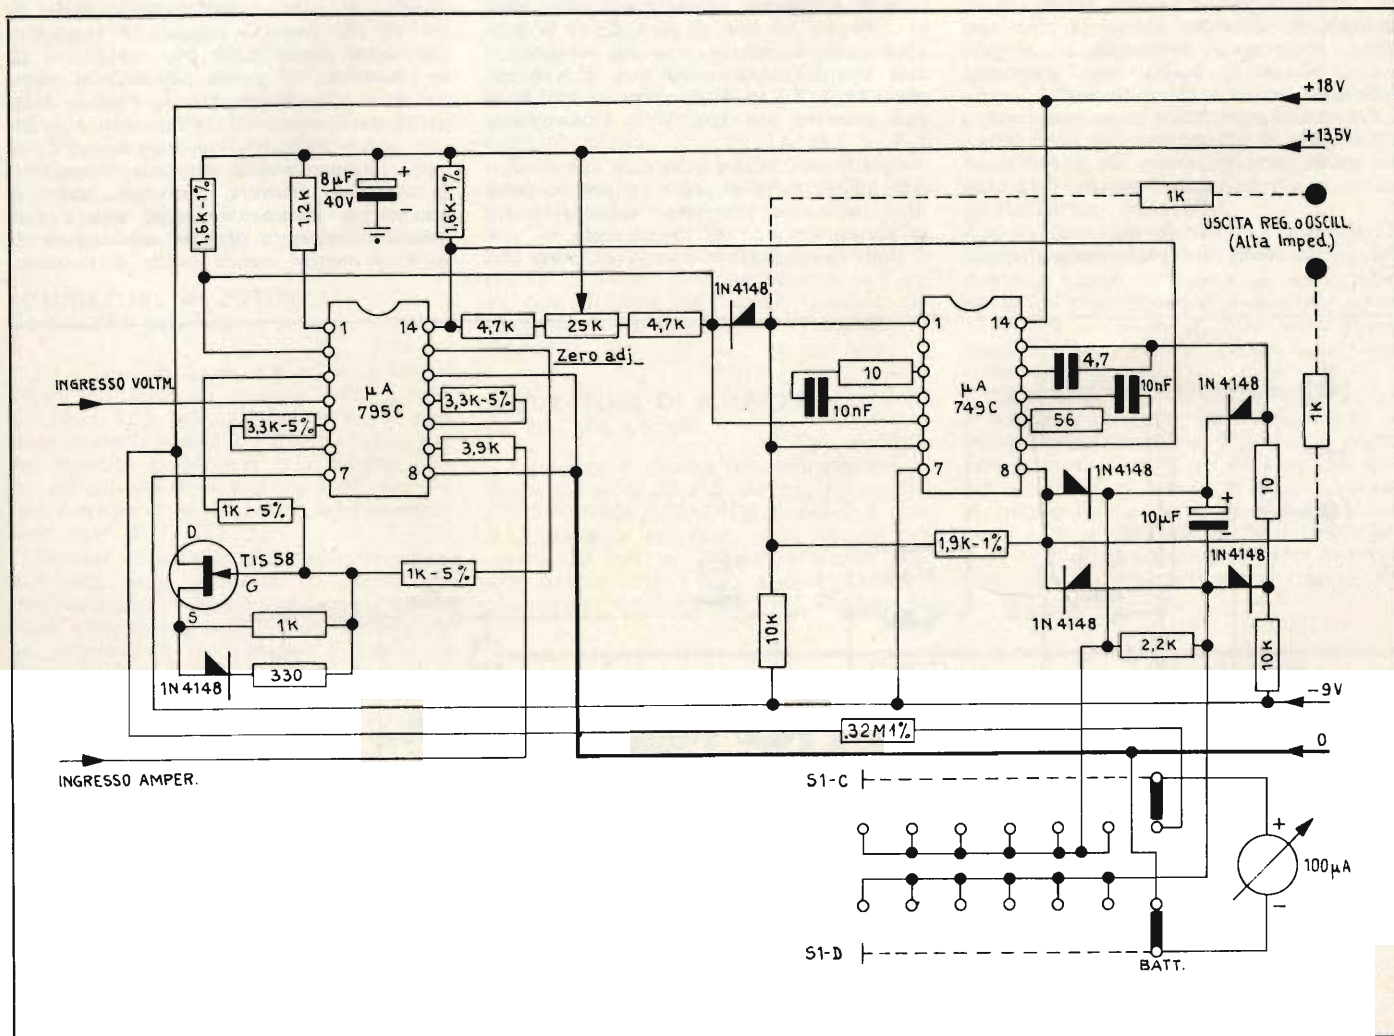 +18V
+13,5V
1,6K-1%
1,2K
8µF
40V
+
1,6K-1%
1K
USCITA REG. o OSCILL.
(Alta Imped.)
1N4148
1
14
4,7K
25K
4,7K
1
14
Zero adj
INGRESSO VOLTM.
µA
795C
3,3K-5%
3,3K-5%
3,9K
7
8
10
10nF
µA
749C
4,7
10nF
56
1N 4148
1K
7
8
1N4148
10
10µF
+
-
1K-5%
D
TIS 58
G
S
1K-5%
1,9K-1%
1N4148
1K
10K
1N 4148
2,2K
10K
1N4148
330
-9V
.32M1%
0
INGRESSO AMPER.
S1-C
+
100µA
-
S1-D
BATT.